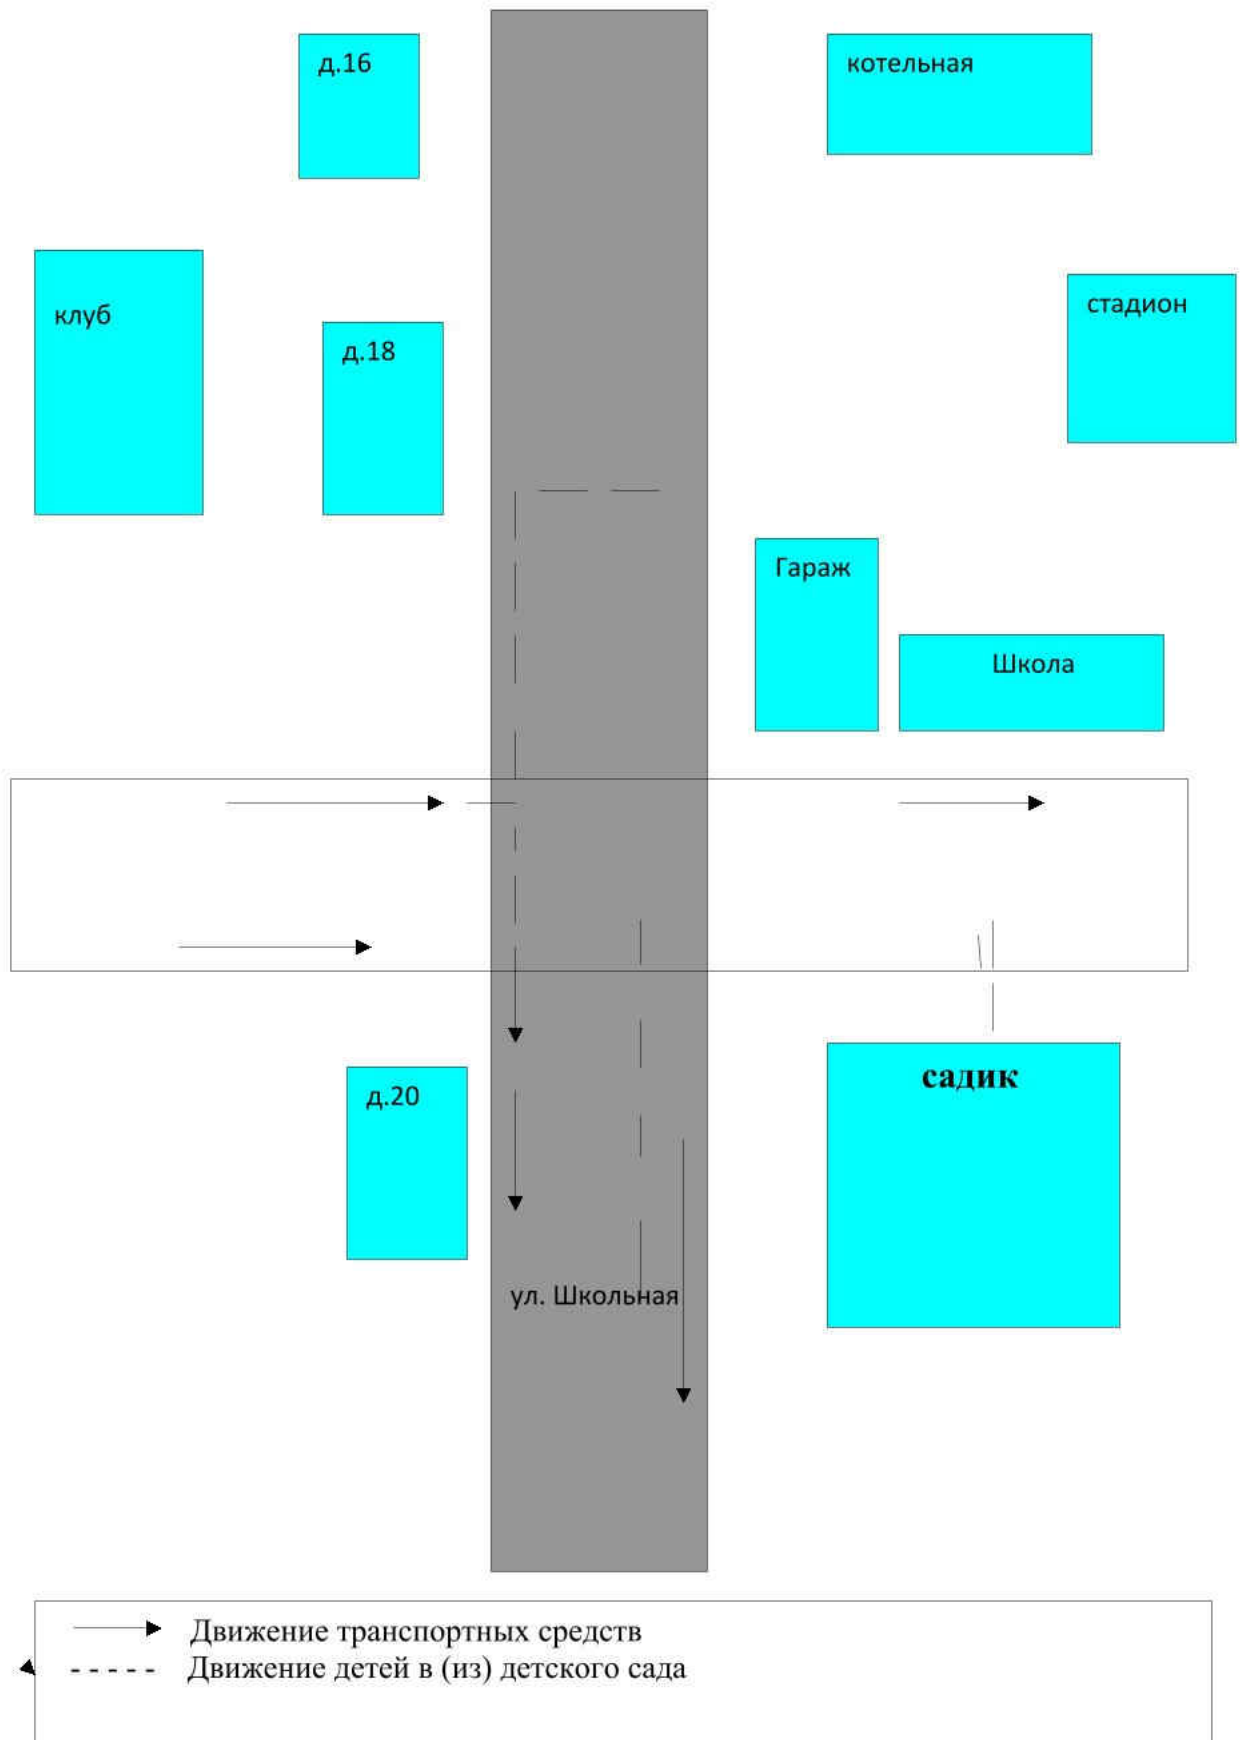 д.16
котельная
клуб
стадион
д.18
Гараж
Школа
садик
д.20
ул. Школьная
Движение транспортных средств
Движение детей в (из) детского сада